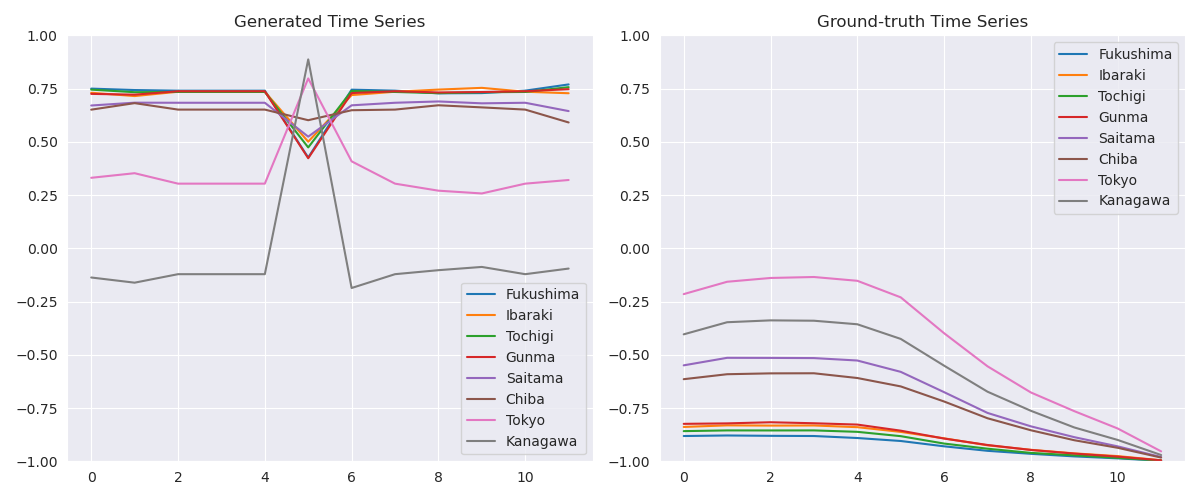 Generated Time Series
1.00
0.75
0.50
0.25
0.00
−0.25
−0.50
−0.75
−1.00
0 2 4 6 8 10
Fukushima
Ibaraki
Tochigi
Gunma
Saitama
Chiba
Tokyo
Kanagawa
Ground-truth Time Series
1.00
0.75
0.50
0.25
0.00
−0.25
−0.50
−0.75
−1.00
0 2 4 6 8 10
Fukushima
Ibaraki
Tochigi
Gunma
Saitama
Chiba
Tokyo
Kanagawa